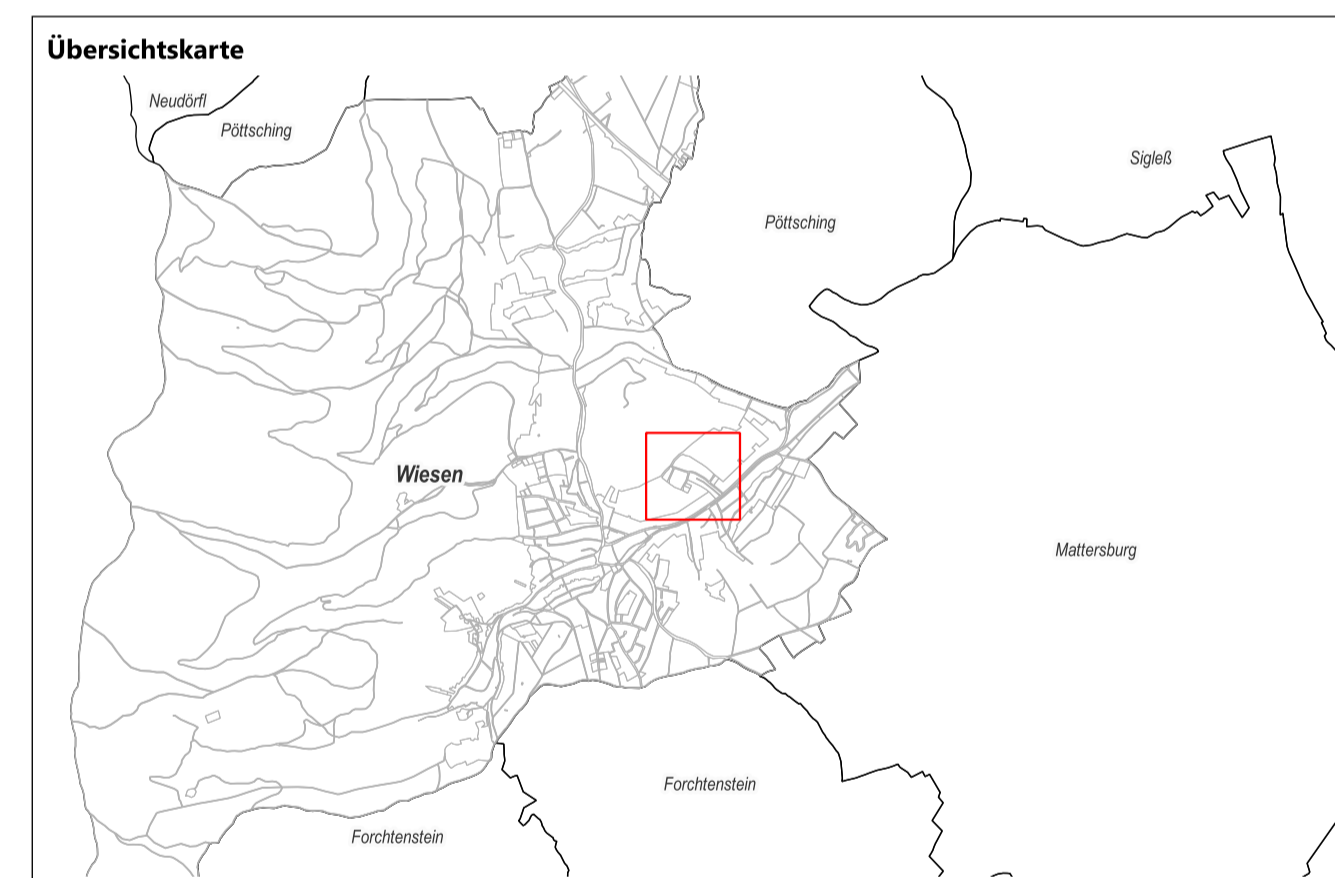 Übersichtskarte
Neudörfl
Pöttsching
Sigleß
Pöttsching
Wiesen
Mattersburg
Forchtenstein
Forchtenstein